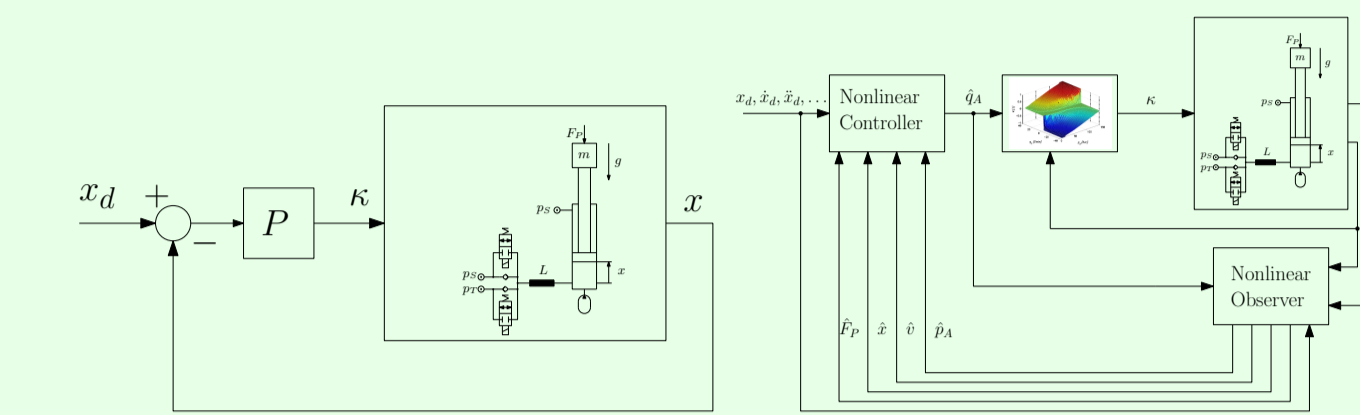 x_d
+
−
P
κ
F_P
m
g
p_S
p_S
p_T
L
x
x
x_d, ẋ_d, ẍ_d, ...
Nonlinear
Controller
q̂_A
κ
F_P
m
g
p_S
p_S
p_T
L
x
Nonlinear
Observer
F̂_P
x̂
v̂
p̂_A